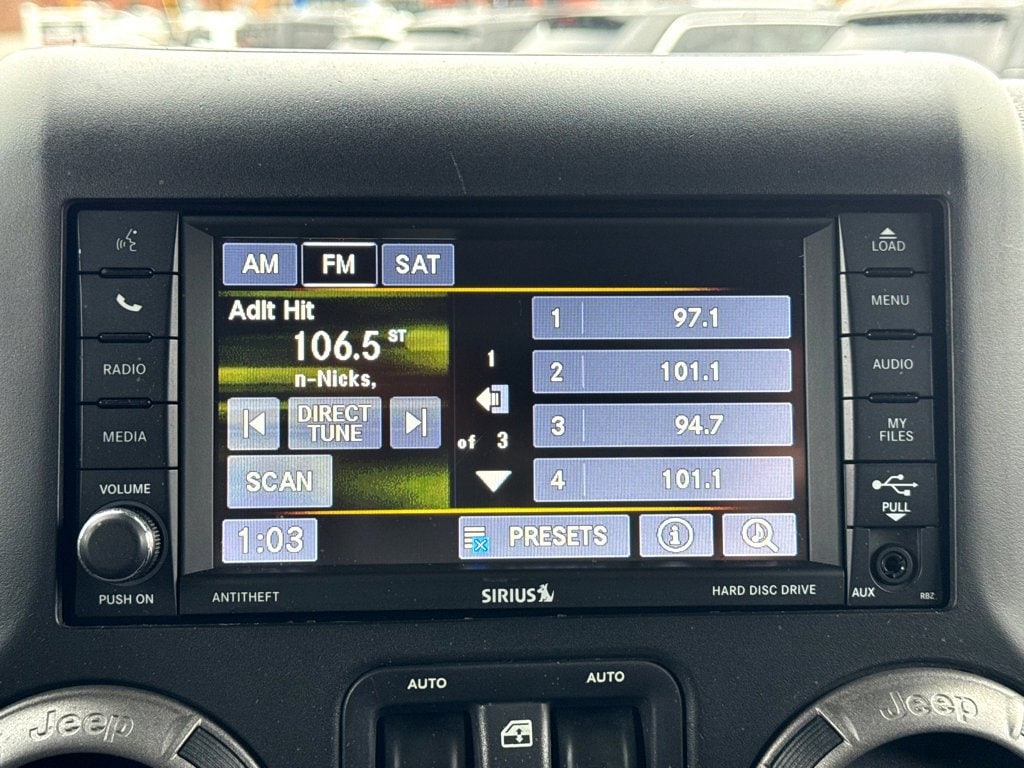 AM FM SAT
Adlt Hit
106.5 ST
n-Nicks,
DIRECT
TUNE
SCAN
1:03
1
of 3
1 97.1
2 101.1
3 94.7
4 101.1
PRESETS
RADIO
MEDIA
VOLUME
PUSH ON
LOAD
MENU
AUDIO
MY
FILES
PULL
AUX
RBZ
ANTITHEFT
SIRIUS
HARD DISC DRIVE
AUTO
AUTO
Jeep
Jeep